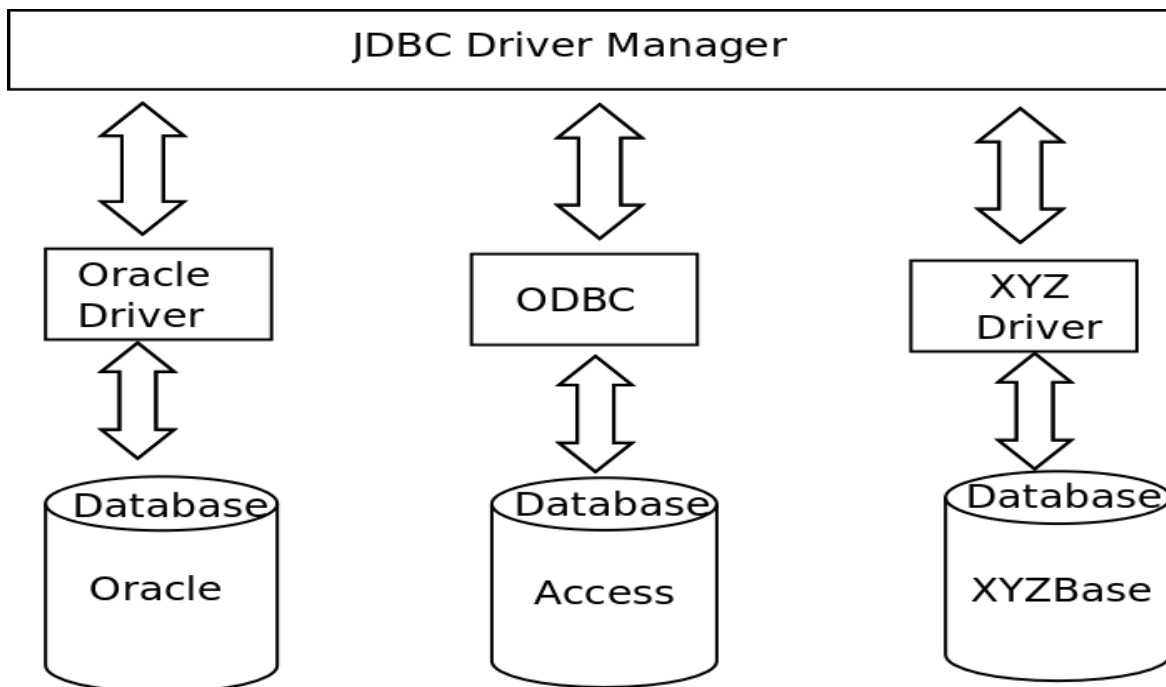 JDBC Driver Manager
Oracle
Driver
ODBC
XYZ
Driver
Database
Oracle
Database
Access
Database
XYZBase